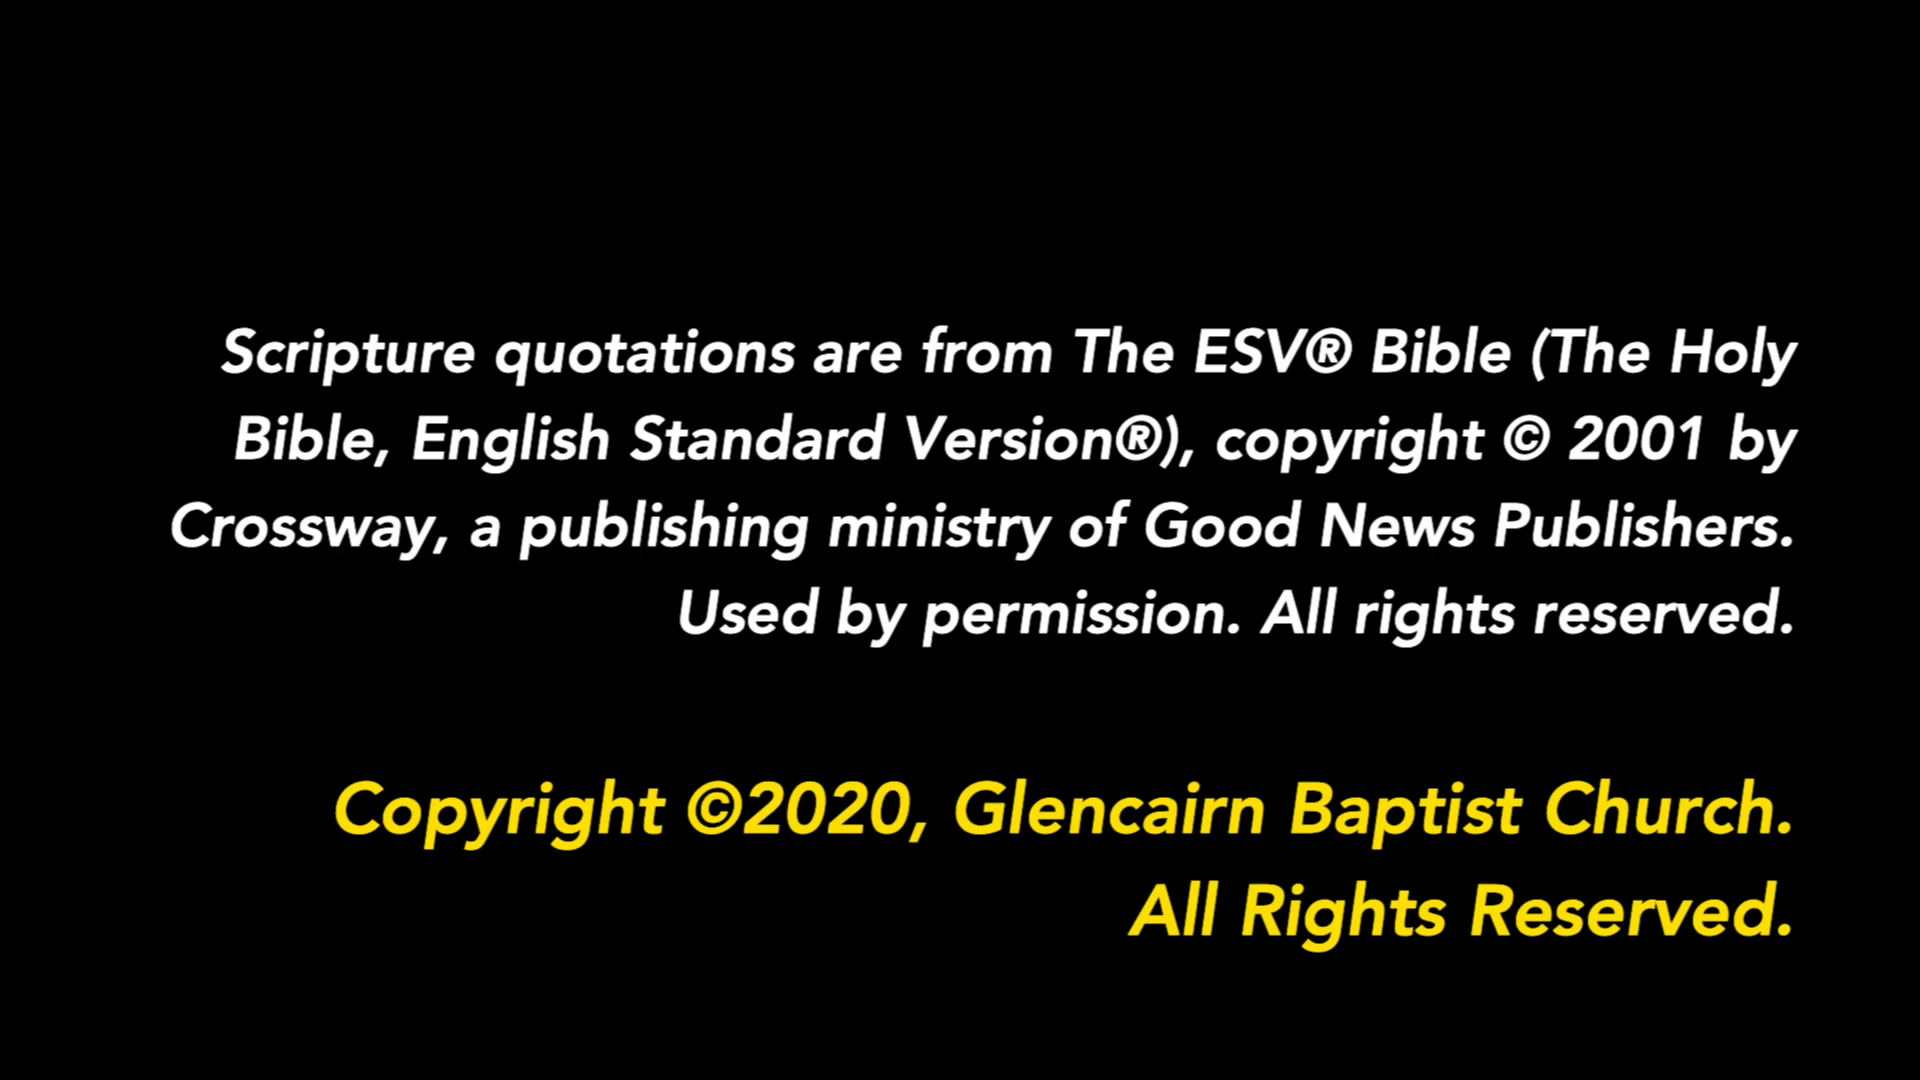 Scripture quotations are from The ESV® Bible (The Holy
Bible, English Standard Version®), copyright © 2001 by
Crossway, a publishing ministry of Good News Publishers.
Used by permission. All rights reserved.
Copyright ©2020, Glencairn Baptist Church.
All Rights Reserved.